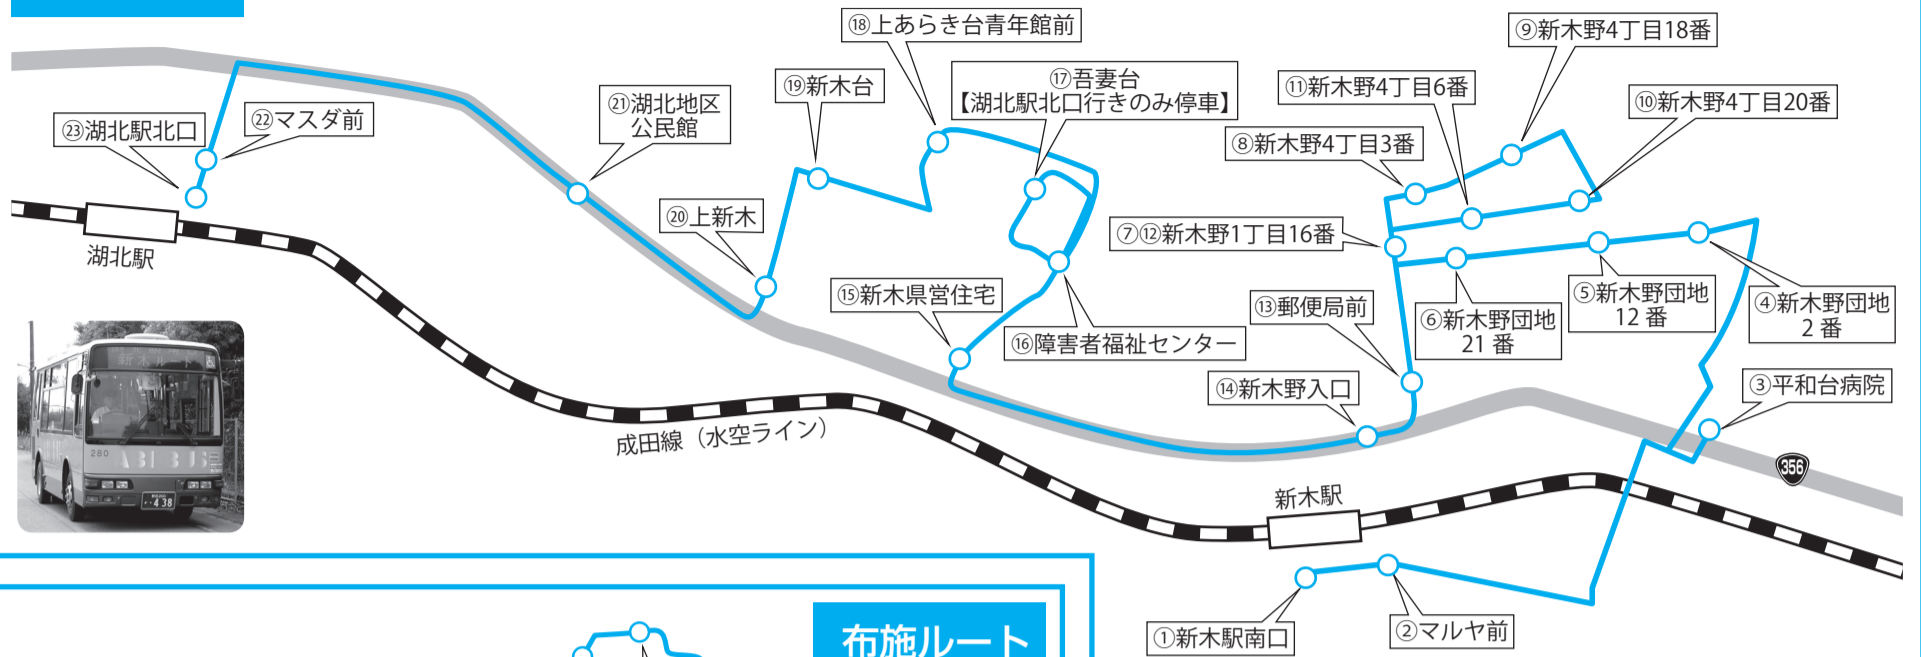 ⑱上あらき台青年館前
⑨新木野4丁目18番
⑰吾妻台
【湖北駅北口行きのみ停車】
⑲新木台
⑪新木野4丁目6番
⑩新木野4丁目20番
㉑湖北地区
公民館
㉒マスダ前
㉓湖北駅北口
⑧新木野4丁目3番
⑳上新木
⑦⑫新木野1丁目16番
湖北駅
⑮新木県営住宅
⑬郵便局前
⑥新木野団地
21 番
⑤新木野団地
12 番
④新木野団地
2 番
⑯障害者福祉センター
⑭新木野入口
③平和台病院
成田線（水空ライン）
356
新木駅
280
ABI BUS
4 38
①新木駅南口
②マルヤ前
布施ルート